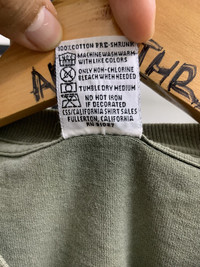 100% COTTON PRE-SHRUNK
MACHINE WASH WARM
WITH LIKE COLORS
ONLY NON-CHLORINE
BLEACH WHEN NEEDED
TUMBLE DRY MEDIUM
DO NOT IRON
IF DECORATED
CSS/CALIFORNIA SHIRT SALES
FULLERTON, CALIFORNIA